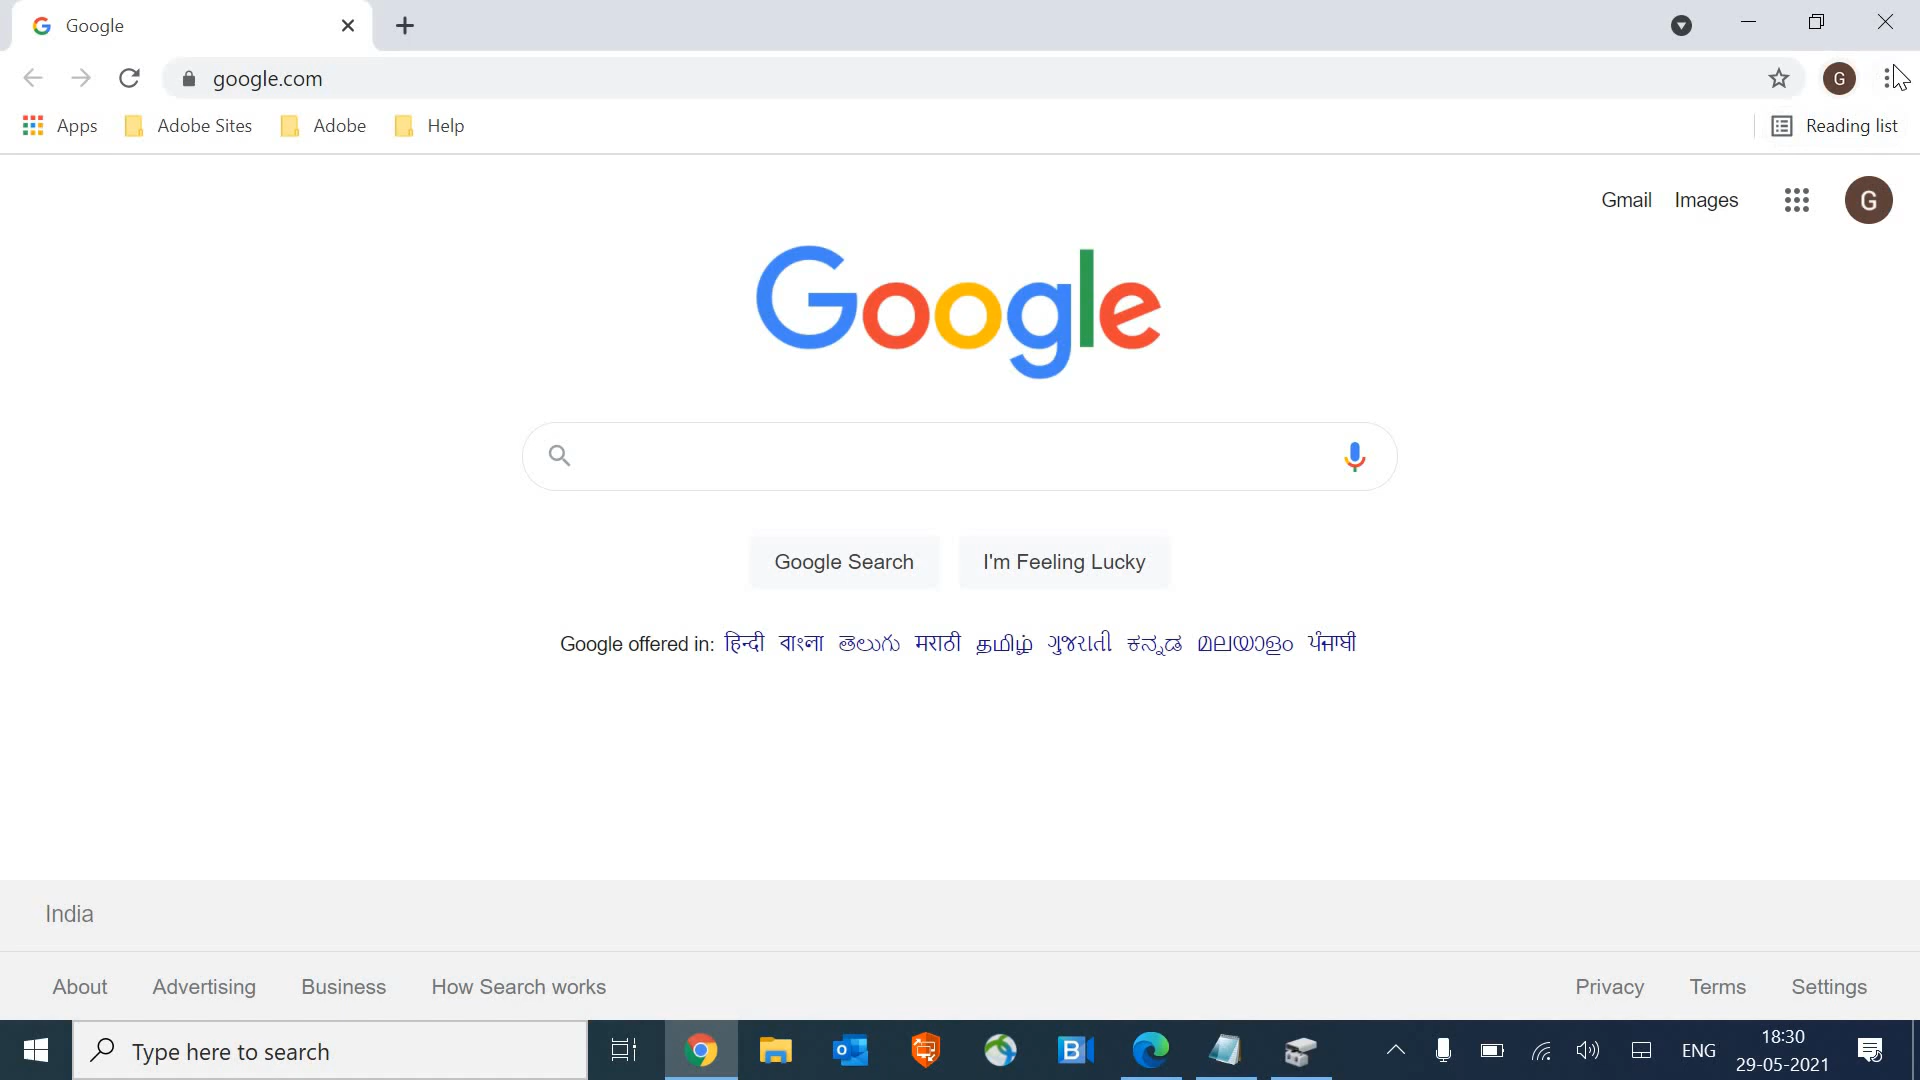 Google
google.com
G
Apps Adobe Sites Adobe Help Reading list
Gmail Images G
Google
Google Search I'm Feeling Lucky
Google offered in: हिन्दी বাংলা తెలుగు मराठी தமிழ் ગુજરાતી ಕನ್ನಡ മലയാളം ਪੰਜਾਬੀ
India
About Advertising Business How Search works Privacy Terms Settings
Type here to search ENG 18:30
29-05-2021